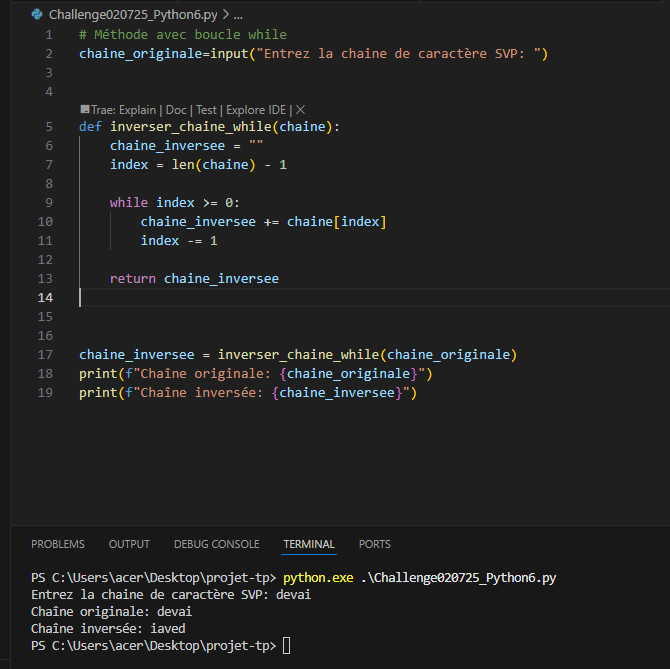 Challenge020725_Python6.py > ...
1 # Méthode avec boucle while
2 chaine_originale=input("Entrez la chaine de caractère SVP: ")
3
4
Trae: Explain | Doc | Test | Explore IDE | X
5 def inverser_chaine_while(chaine):
6     chaine_inversee = ""
7     index = len(chaine) - 1
8
9     while index >= 0:
10         chaine_inversee += chaine[index]
11         index -= 1
12
13     return chaine_inversee
14
15
16
17 chaine_inversee = inverser_chaine_while(chaine_originale)
18 print(f"Chaîne originale: {chaine_originale}")
19 print(f"Chaîne inversée: {chaine_inversee}")
PROBLEMS OUTPUT DEBUG CONSOLE TERMINAL PORTS
PS C:\Users\acer\Desktop\projet-tp> python.exe .\Challenge020725_Python6.py
Entrez la chaine de caractère SVP: devai
Chaîne originale: devai
Chaîne inversée: iaved
PS C:\Users\acer\Desktop\projet-tp>